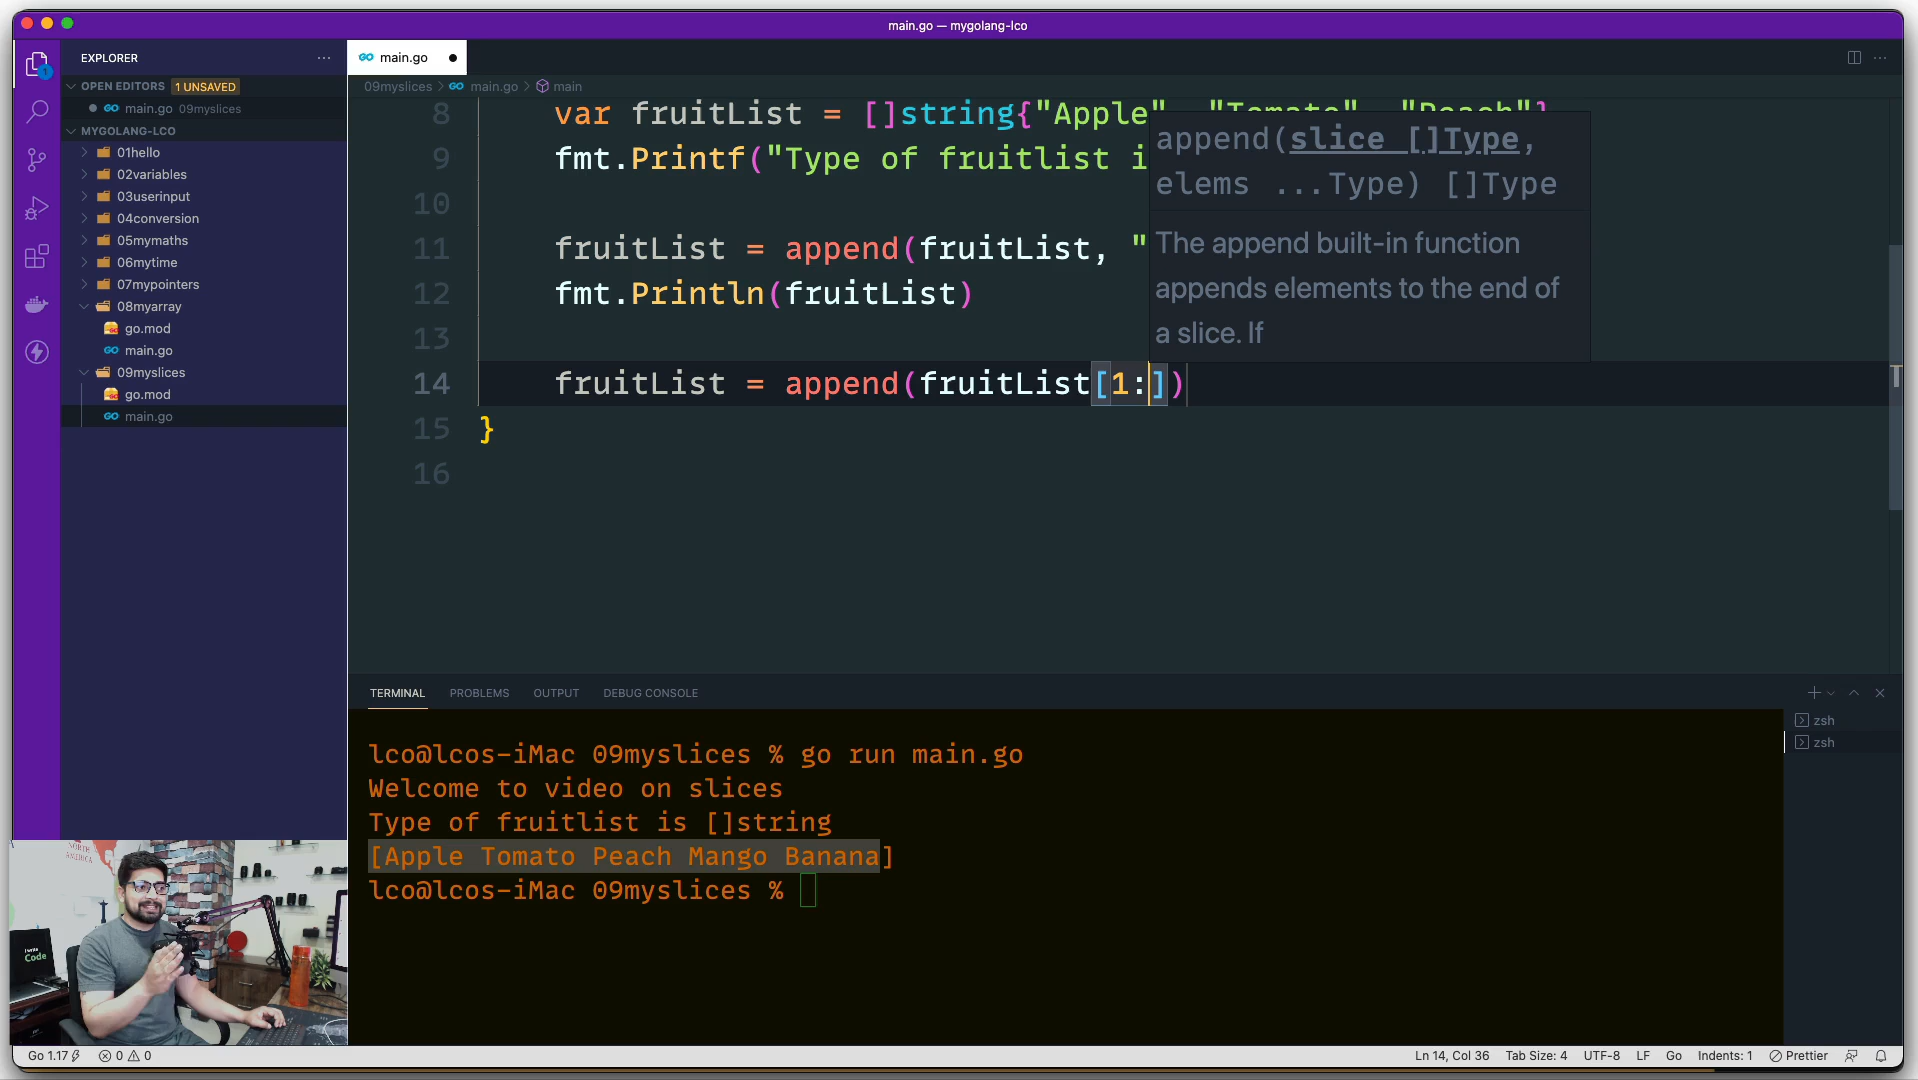 main.go — mygolang-lco
EXPLORER
main.go
OPEN EDITORS 1 UNSAVED
main.go 09myslices
MYGOLANG-LCO
01hello
02variables
03userinput
04conversion
05mymaths
06mytime
07mypointers
08myarray
go.mod
main.go
09myslices
go.mod
main.go
1
09myslices > main.go > main
8 var fruitList = []string{"Apple", "Tomato", "Peach"}
9 fmt.Printf("Type of fruitlist i
10
11 fruitList = append(fruitList, "
12 fmt.Println(fruitList)
13
14 fruitList = append(fruitList[1:])
15 }
16
append(slice []Type,
elems ...Type) []Type
The append built-in function
appends elements to the end of
a slice. If
TERMINAL PROBLEMS OUTPUT DEBUG CONSOLE
zsh
zsh
lco@lcos-iMac 09myslices % go run main.go
Welcome to video on slices
Type of fruitlist is []string
[Apple Tomato Peach Mango Banana]
lco@lcos-iMac 09myslices %
NORTH
AMERICA
I write
Code
Go 1.17 0 0 Ln 14, Col 36 Tab Size: 4 UTF-8 LF Go Indents: 1 Prettier